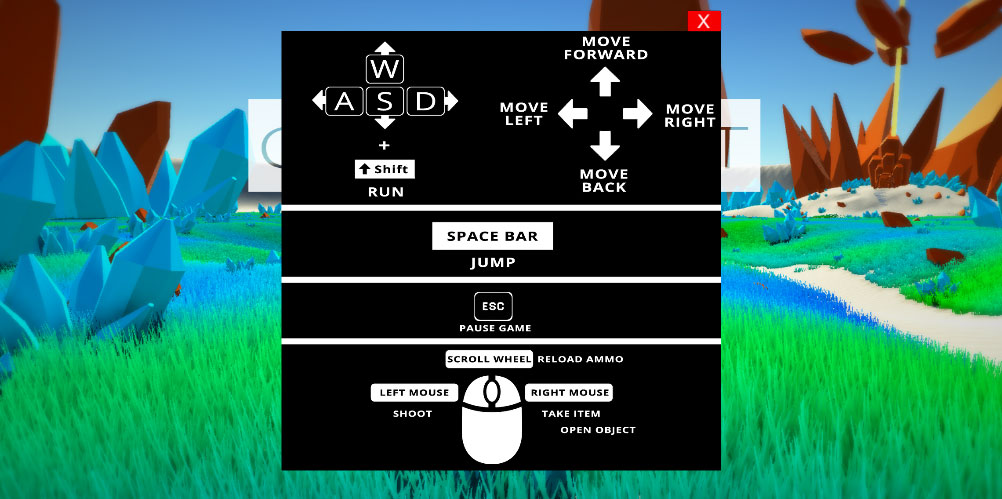 X
W
A S D
+
Shift
RUN
MOVE
FORWARD
MOVE
LEFT
MOVE
RIGHT
MOVE
BACK
SPACE BAR
JUMP
ESC
PAUSE GAME
SCROLL WHEEL RELOAD AMMO
LEFT MOUSE
SHOOT
RIGHT MOUSE
TAKE ITEM
OPEN OBJECT